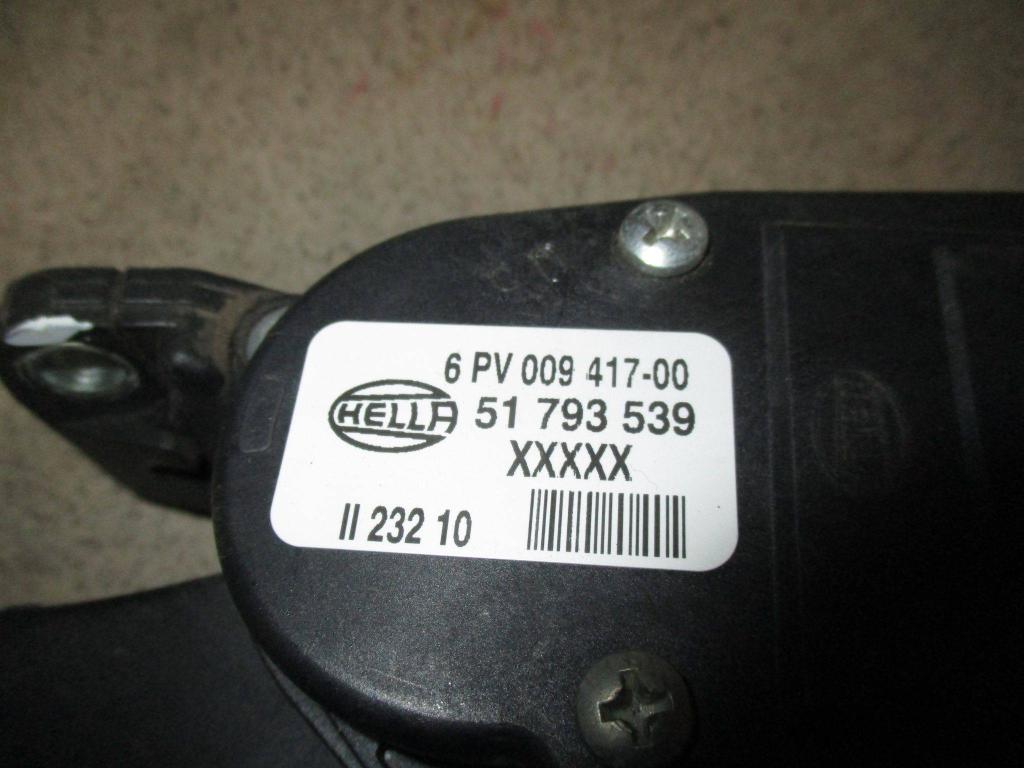 6 PV 009 417-00
HELLA 51 793 539
XXXXX
II 232 10